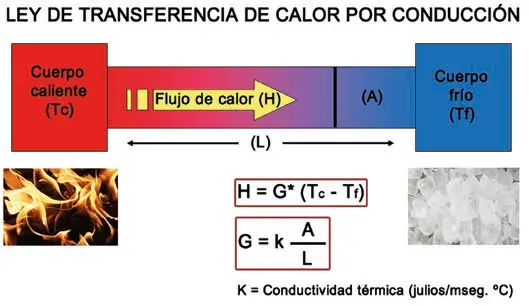 LEY DE TRANSFERENCIA DE CALOR POR CONDUCCIÓN
Cuerpo
caliente
(Tc)
Flujo de calor (H)
(A)
Cuerpo
frío
(Tf)
(L)
H = G* (Tc - Tf)
G = k A
L
K = Conductividad térmica (julios/mseg. ºC)